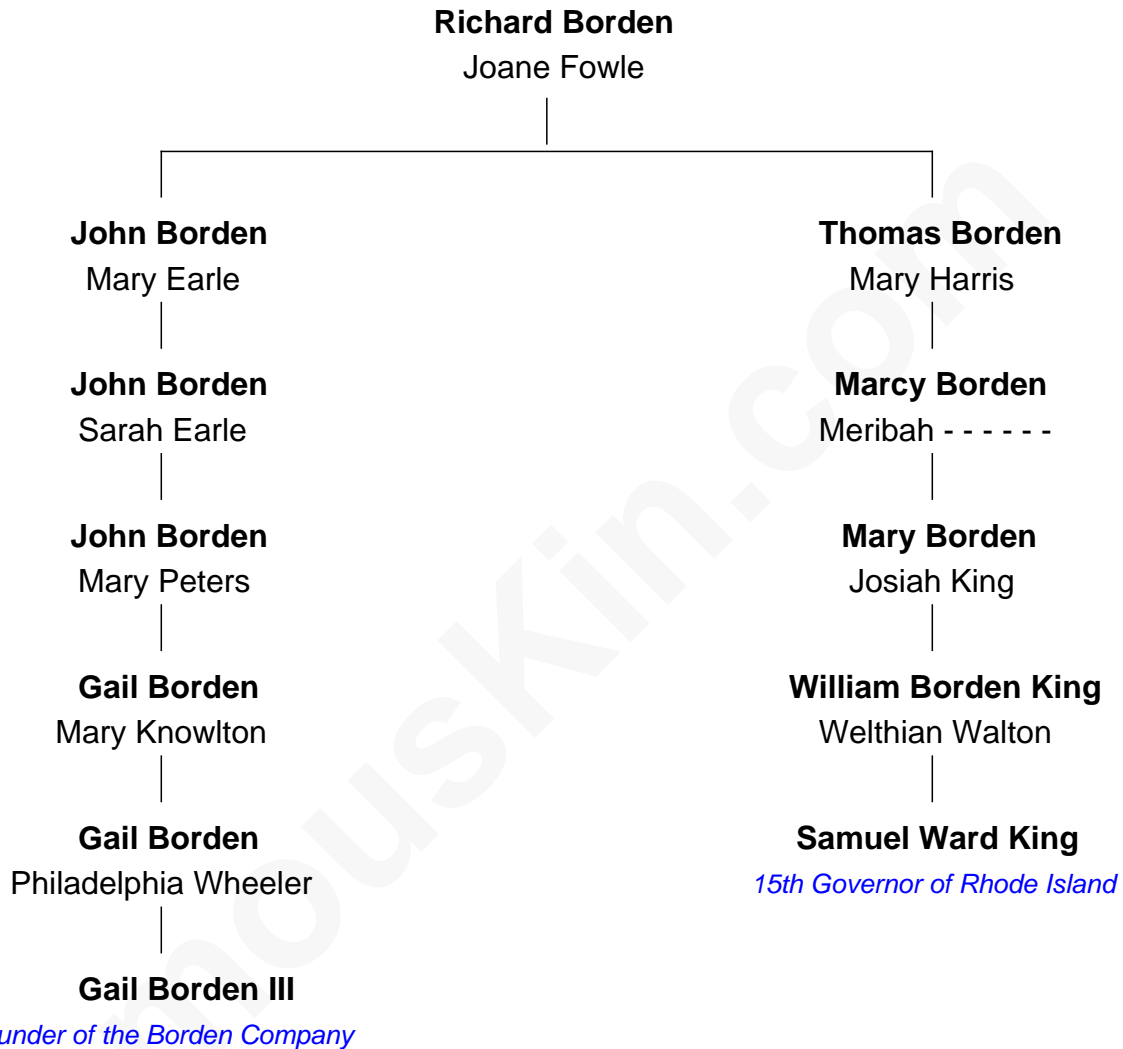 Richard Borden
Joane Fowle
John Borden
Mary Earle
Thomas Borden
Mary Harris
John Borden
Sarah Earle
Marcy Borden
Meribah - - - - - -
John Borden
Mary Peters
Mary Borden
Josiah King
Gail Borden
Mary Knowlton
William Borden King
Welthian Walton
Gail Borden
Philadelphia Wheeler
Samuel Ward King
15th Governor of Rhode Island
Gail Borden III
under of the Borden Company
mousKin.com